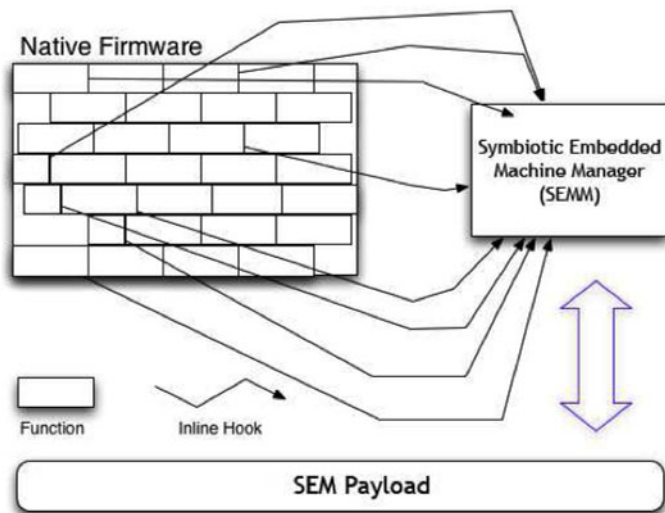 Native Firmware
Symbiotic Embedded
Machine Manager
(SEMM)
Function
Inline Hook
SEM Payload